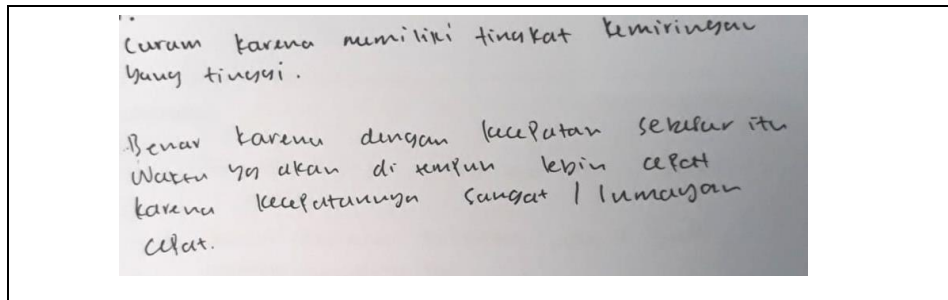 Curam karena memiliki tingkat kemiringan
yang tinggi.
Benar karena dengan kecepatan sebesar itu
Waktu yg akan di tempuh lebih cepat
karena kecepatannya sangat / lumayan
cepat.